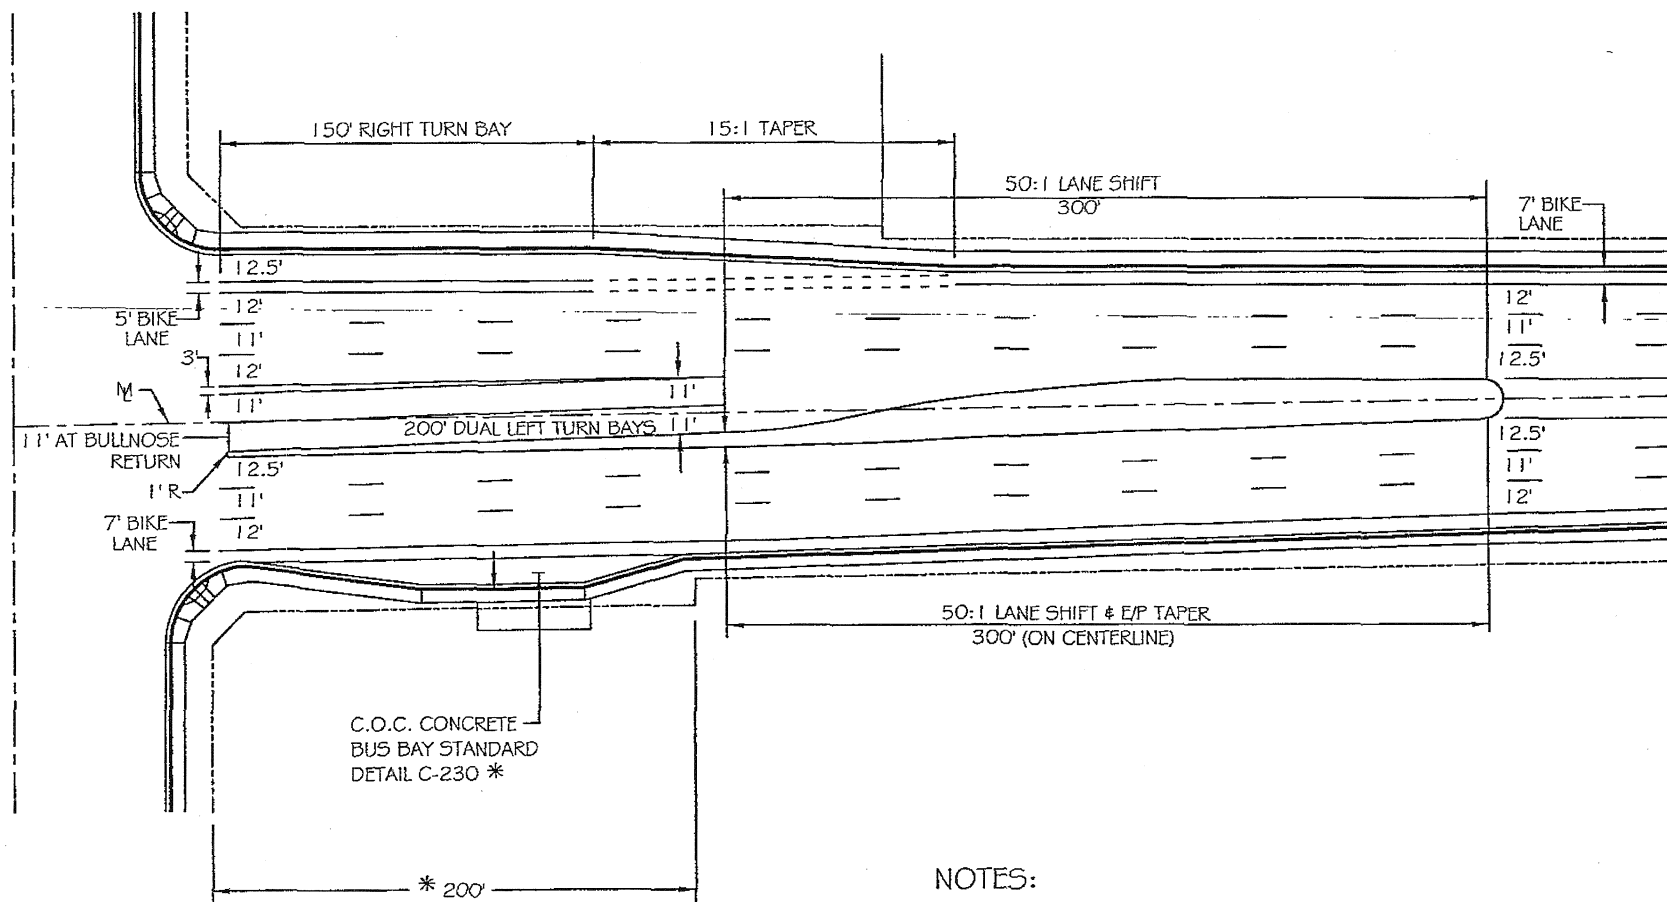 150' RIGHT TURN BAY
15:1 TAPER
50:1 LANE SHIFT
300'
7' BIKE
LANE
12.5'
12'
11'
12'
11'
5' BIKE
LANE
3'
11'
11'
12'
11'
12.5'
200' DUAL LEFT TURN BAYS
11' AT BULLNOSE
RETURN
1' R
12.5'
11'
12'
12.5'
11'
12'
7' BIKE
LANE
50:1 LANE SHIFT & E/P TAPER
300' (ON CENTERLINE)
C.O.C. CONCRETE
BUS BAY STANDARD
DETAIL C-230 *
* 200'
NOTES: